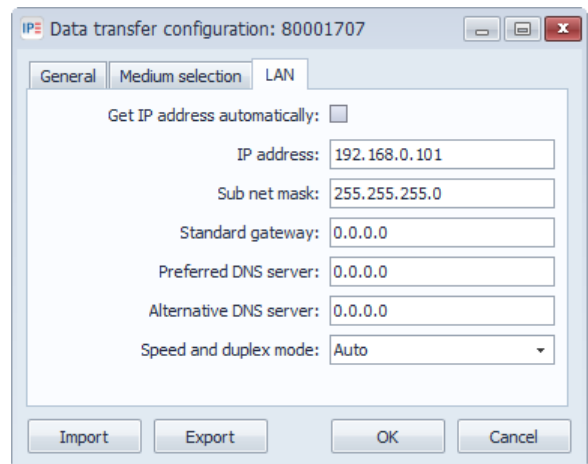 IPE Data transfer configuration: 80001707
General Medium selection LAN
Get IP address automatically:
IP address: 192.168.0.101
Sub net mask: 255.255.255.0
Standard gateway: 0.0.0.0
Preferred DNS server: 0.0.0.0
Alternative DNS server: 0.0.0.0
Speed and duplex mode: Auto
Import Export OK Cancel